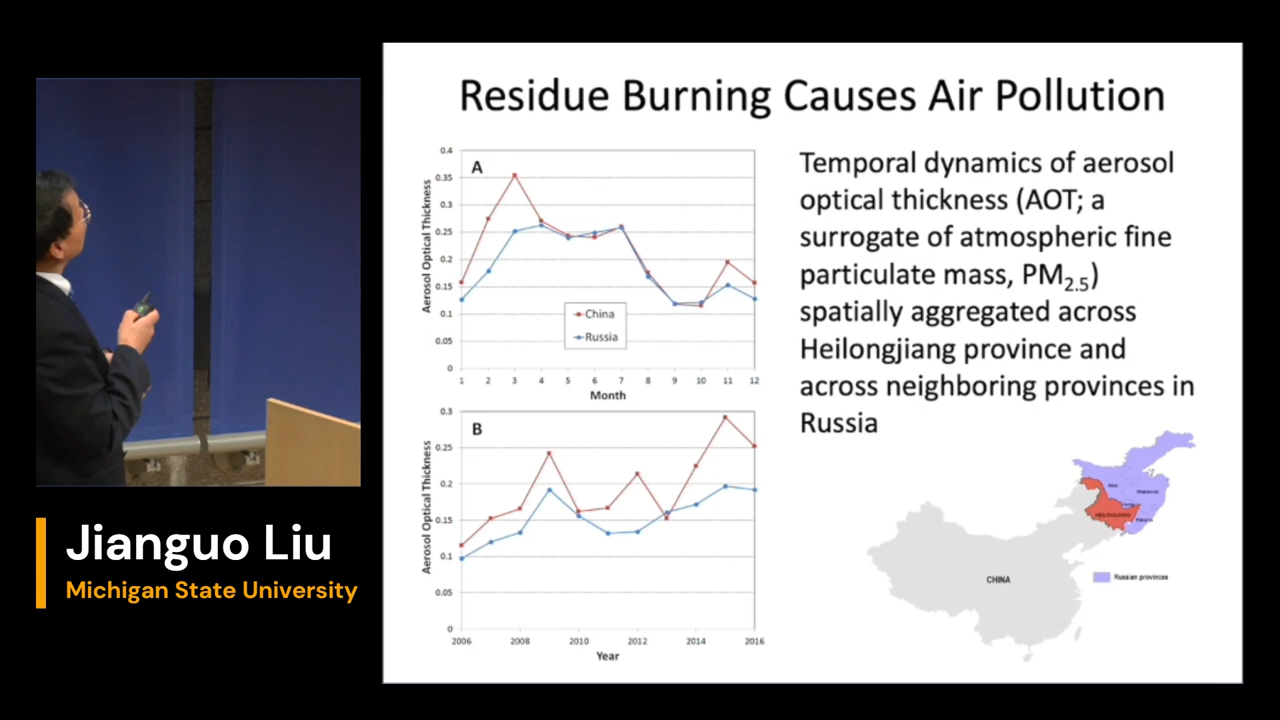 Residue Burning Causes Air Pollution
A
Aerosol Optical Thickness
0.4
0.35
0.3
0.25
0.2
0.15
0.1
0.05
0
China
Russia
1 2 3 4 5 6 7 8 9 10 11 12
Month
B
Aerosol Optical Thickness
0.3
0.25
0.2
0.15
0.1
0.05
0
2006 2008 2010 2012 2014 2016
Year
Temporal dynamics of aerosol
optical thickness (AOT; a
surrogate of atmospheric fine
particulate mass, PM2.5)
spatially aggregated across
Heilongjiang province and
across neighboring provinces in
Russia
HEILONGJIANG
CHINA
Russian provinces
Jianguo Liu
Michigan State University